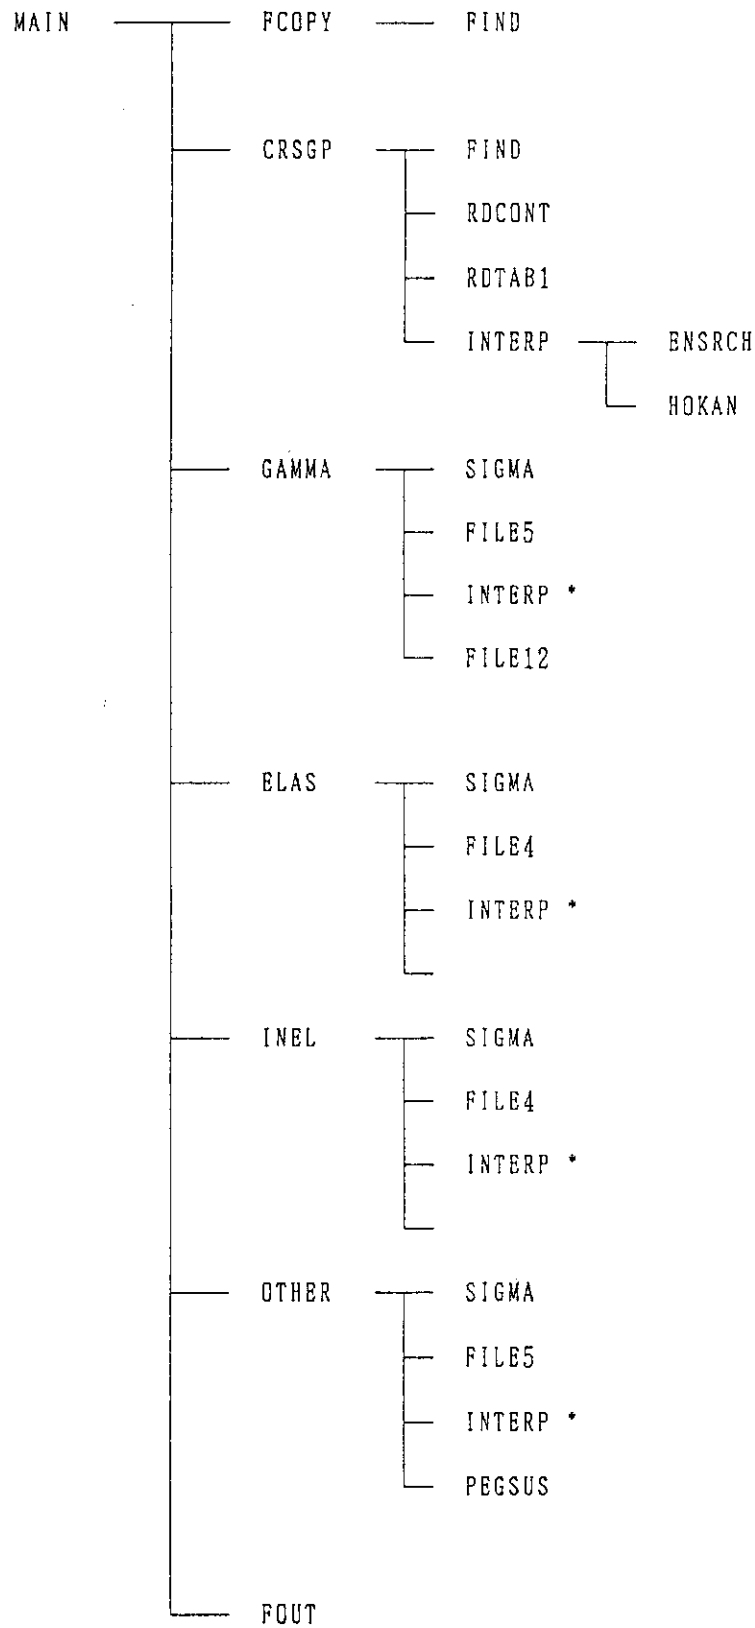 MAIN FCOPY FIND
CRSGP FIND
RDCONT
RDTAB1
INTERP ENSRCH
HOKAN
GAMMA SIGMA
FILE5
INTERP *
FILE12
ELAS SIGMA
FILE4
INTERP *
INEL SIGMA
FILE4
INTERP *
OTHER SIGMA
FILE5
INTERP *
PEGSUS
FOUT